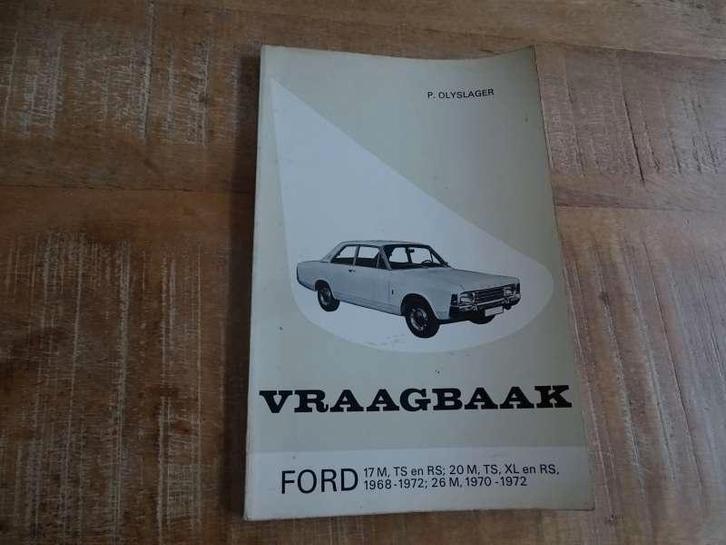 P. OLYSLAGER
VRAAGBAAK
FORD 17 M, TS en RS; 20 M, TS, XL en RS,
1968-1972; 26 M, 1970-1972